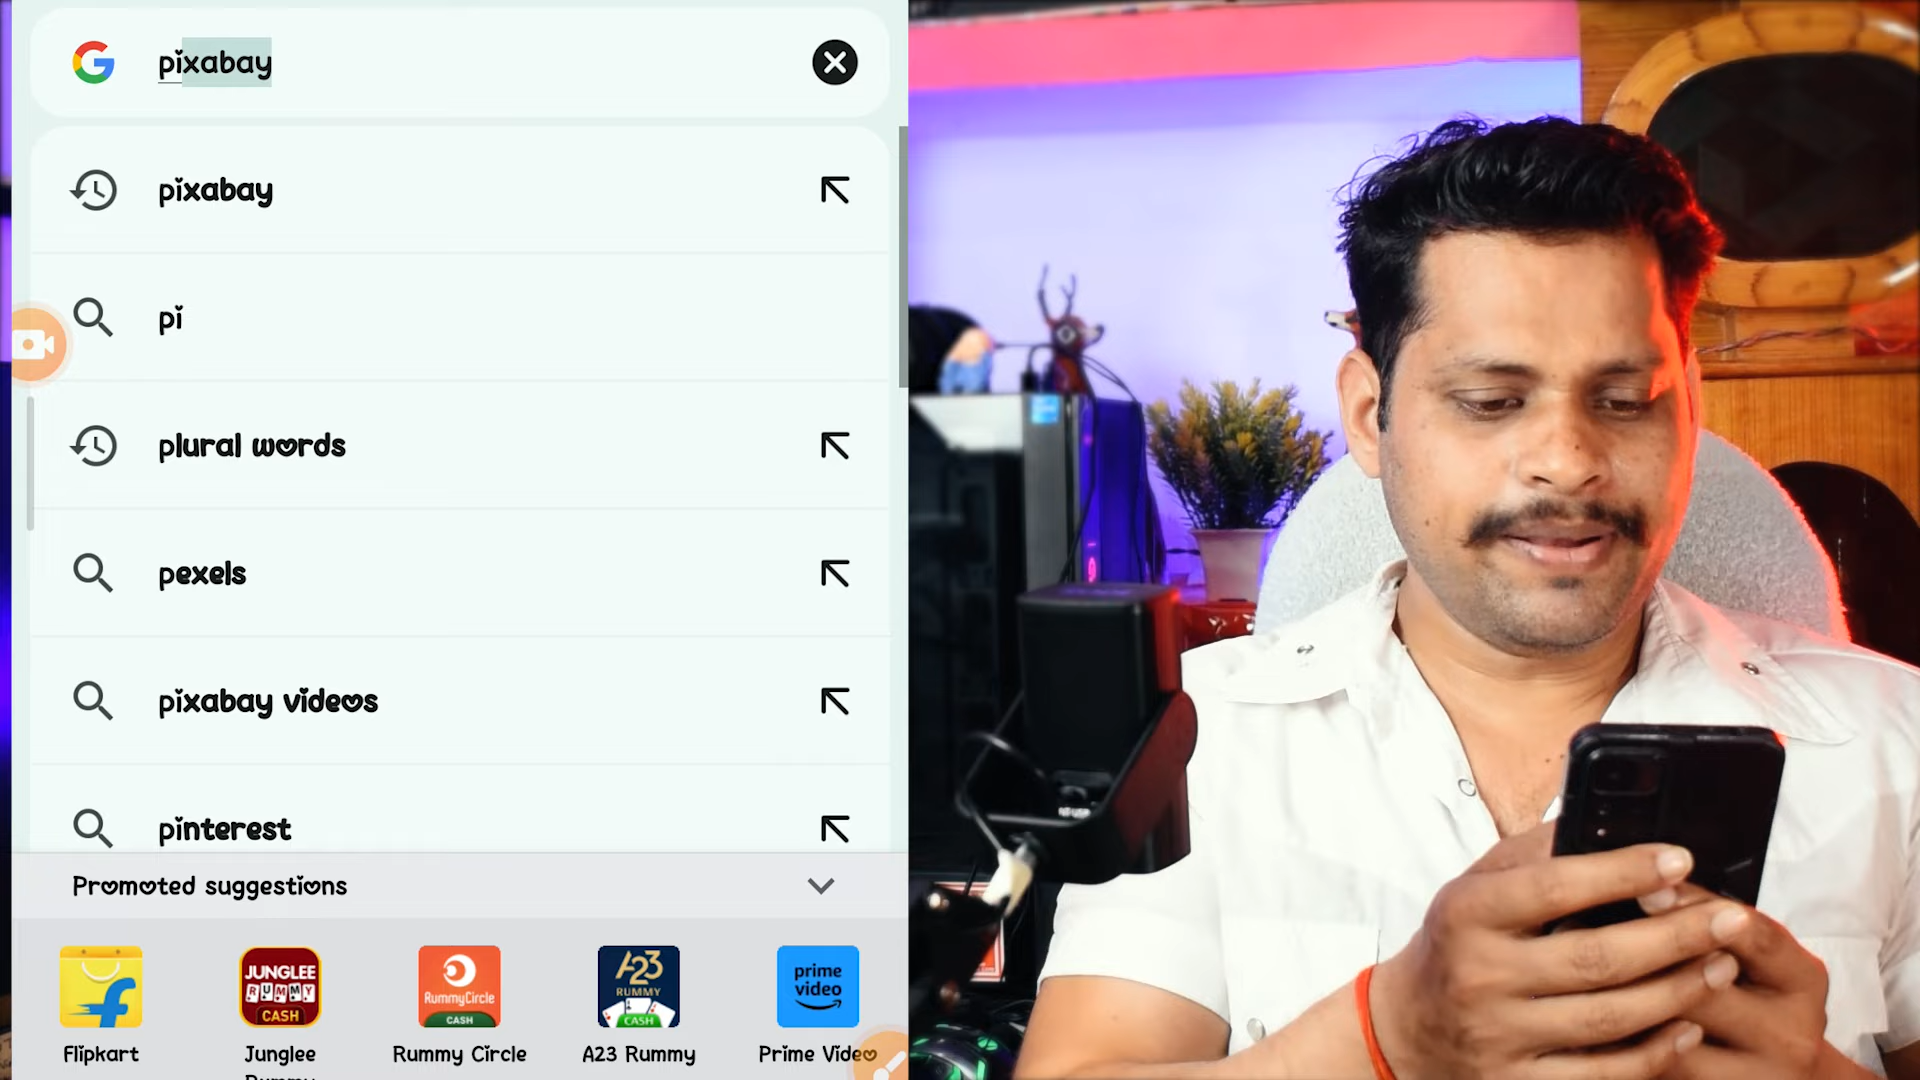 pixabay
pixabay
pi
plural words
pexels
pixabay videos
pinterest
Promoted suggestions
JUNGLEE
RUMMY
CASH
RummyCircle
CASH
A23
RUMMY
CASH
prime
video
Flipkart
Junglee
Rummy
Rummy Circle
A23 Rummy
Prime Video